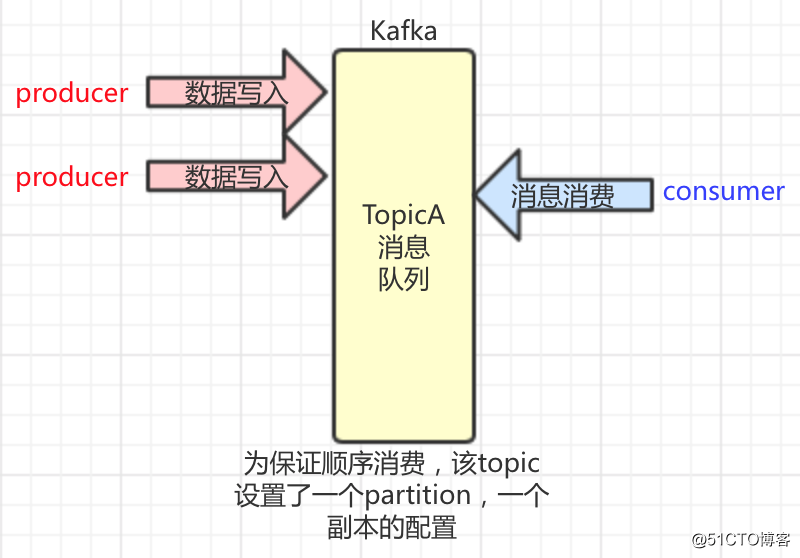 Kafka
producer
数据写入
producer
数据写入
消息消费
consumer
TopicA
消息
队列
为保证顺序消费，该topic
设置了一个partition，一个
副本的配置
@51CTO博客